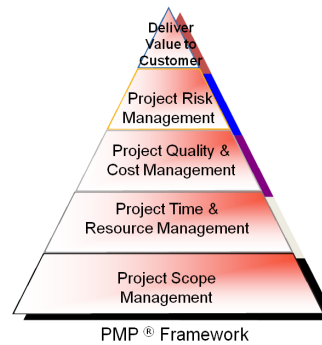 Deliver
Value to
Customer
Project Risk
Management
Project Quality &
Cost Management
Project Time &
Resource Management
Project Scope
Management
PMP ® Framework